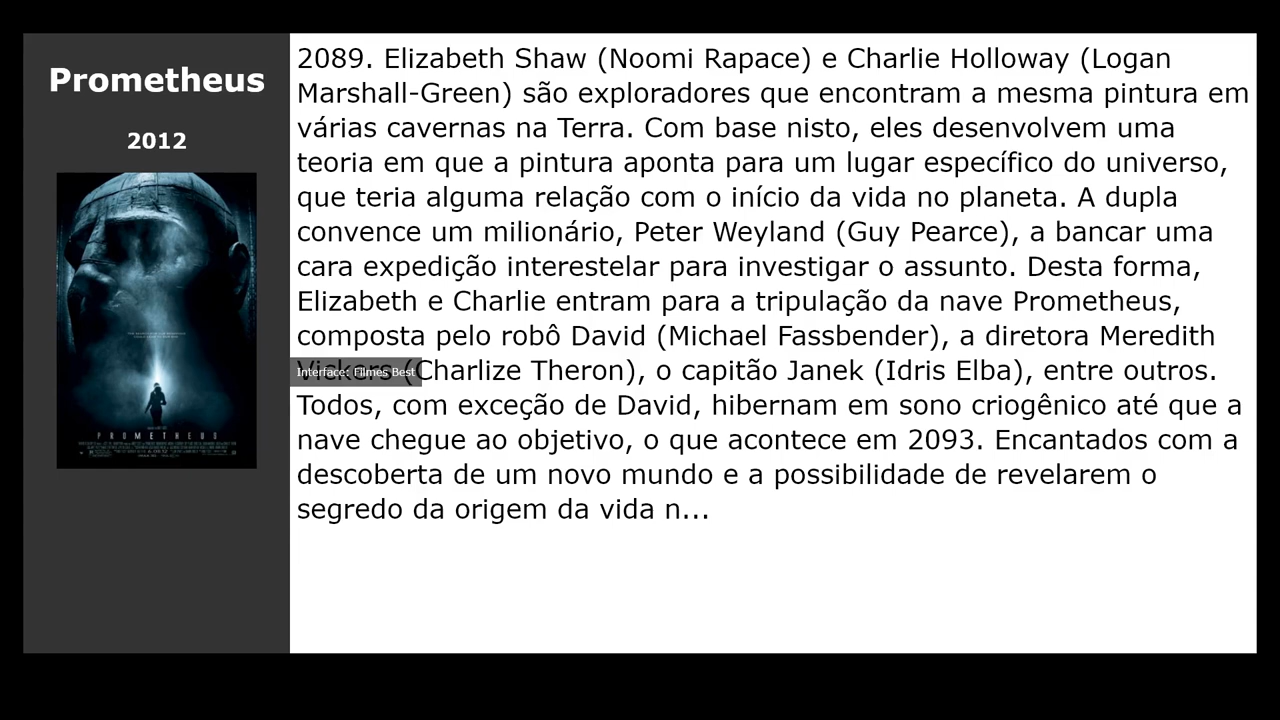 Prometheus
2012
PROMETHEUS
2089. Elizabeth Shaw (Noomi Rapace) e Charlie Holloway (Logan
Marshall-Green) são exploradores que encontram a mesma pintura em
várias cavernas na Terra. Com base nisto, eles desenvolvem uma
teoria em que a pintura aponta para um lugar específico do universo,
que teria alguma relação com o início da vida no planeta. A dupla
convence um milionário, Peter Weyland (Guy Pearce), a bancar uma
cara expedição interestelar para investigar o assunto. Desta forma,
Elizabeth e Charlie entram para a tripulação da nave Prometheus,
composta pelo robô David (Michael Fassbender), a diretora Meredith
Vickers (Charlize Theron), o capitão Janek (Idris Elba), entre outros.
Interface: Filmes Best
Todos, com exceção de David, hibernam em sono criogênico até que a
nave chegue ao objetivo, o que acontece em 2093. Encantados com a
descoberta de um novo mundo e a possibilidade de revelarem o
segredo da origem da vida n...